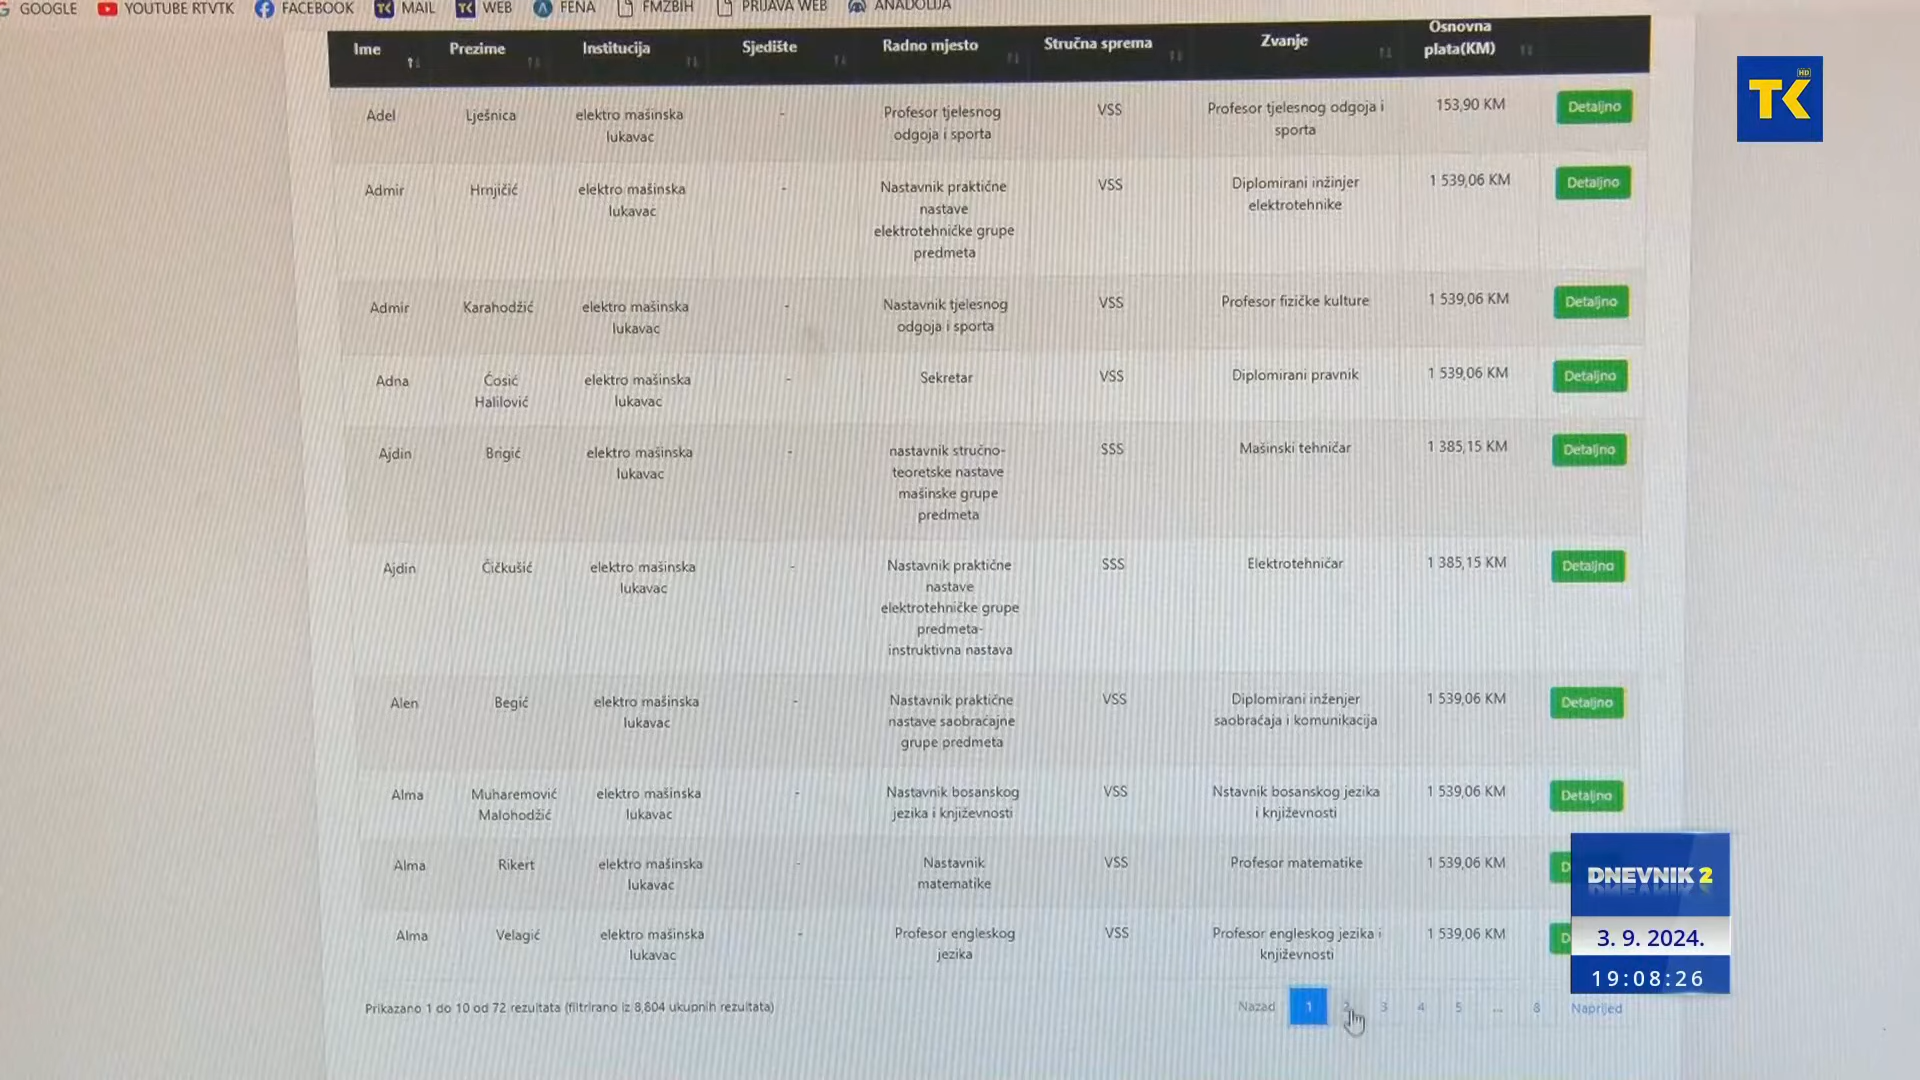 GOOGLE YOUTUBE RTVTK FACEBOOK MAIL WEB FENA FMZBIH PRIJAVA WEB ANADOLIJA
Ime Prezime Institucija Sjedište Radno mjesto Stručna sprema Zvanje Osnovna
plata(KM)
Adel Lješnica elektro mašinska - Profesor tjelesnog VSS Profesor tjelesnog odgoja i 153,90 KM Detaljno
lukavac odgoja i sporta sporta
Admir Hrnjičić elektro mašinska - Nastavnik praktične VSS Diplomirani inžinjer 1 539,06 KM Detaljno
lukavac nastave elektrotehnike
elektrotehničke grupe
predmeta
Admir Karahodžić elektro mašinska - Nastavnik tjelesnog VSS Profesor fizičke kulture 1 539,06 KM Detaljno
lukavac odgoja i sporta
Adna Ćosić elektro mašinska - Sekretar VSS Diplomirani pravnik 1 539,06 KM Detaljno
Halilović lukavac
Ajdin Brigić elektro mašinska - nastavnik stručno- SSS Mašinski tehničar 1 385,15 KM Detaljno
lukavac teoretske nastave
mašinske grupe
predmeta
Ajdin Čičkušić elektro mašinska - Nastavnik praktične SSS Elektrotehničar 1 385,15 KM Detaljno
lukavac nastave
elektrotehničke grupe
predmeta-
instruktivna nastava
Alen Begić elektro mašinska - Nastavnik praktične VSS Diplomirani inženjer 1 539,06 KM Detaljno
lukavac nastave saobraćajne saobraćaja i komunikacija
grupe predmeta
Alma Muharemović elektro mašinska - Nastavnik bosanskog VSS Nstavnik bosanskog jezika 1 539,06 KM Detaljno
Malohodžić lukavac jezika i književnosti i književnosti
Alma Rikert elektro mašinska - Nastavnik VSS Profesor matematike 1 539,06 KM D
lukavac matematike
Alma Velagić elektro mašinska - Profesor engleskog VSS Profesor engleskog jezika i 1 539,06 KM D
lukavac jezika književnosti
Prikazano 1 do 10 od 72 rezultata (filtrirano iz 8,804 ukupnih rezultata) Nazad 1 2 3 4 5 ... 8 Naprijed
TK HD
DNEVNIK 2
3. 9. 2024.
19:08:26